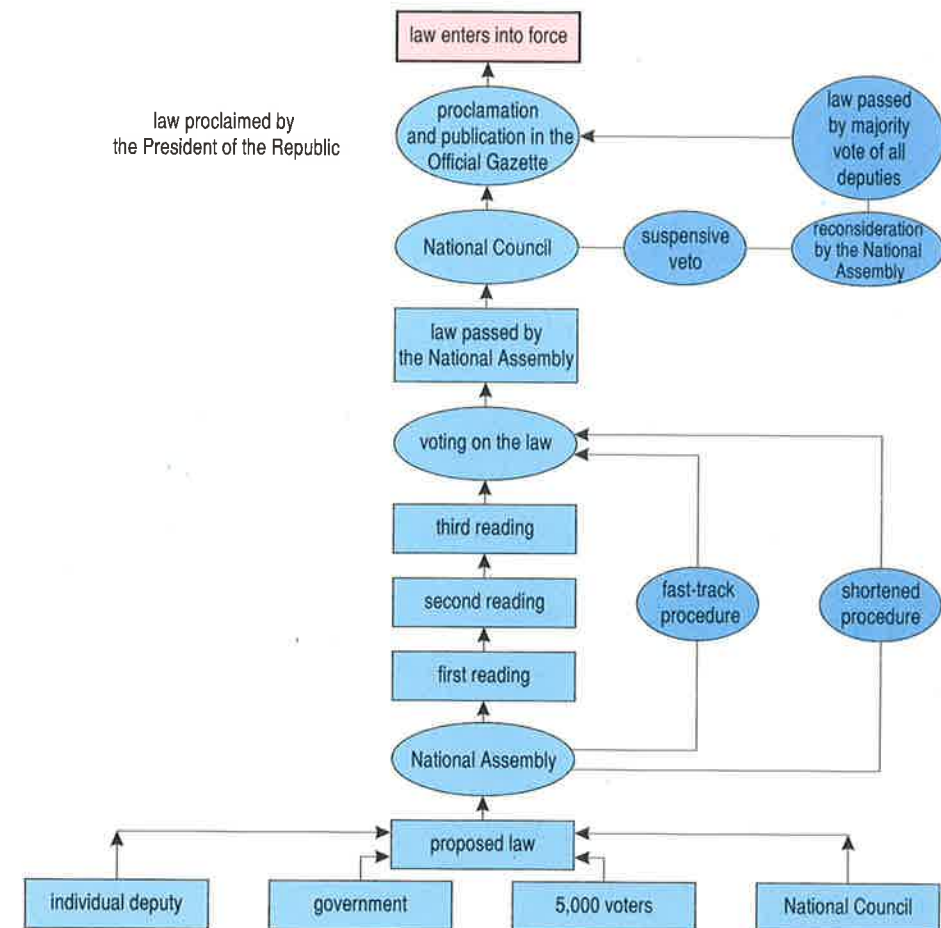 law enters into force
law proclaimed by
the President of the Republic
proclamation
and publication in the
Official Gazette
law passed
by majority
vote of all
deputies
National Council
suspensive
veto
reconsideration
by the National
Assembly
law passed by
the National Assembly
voting on the law
third reading
second reading
fast-track
procedure
shortened
procedure
first reading
National Assembly
proposed law
individual deputy
government
5,000 voters
National Council